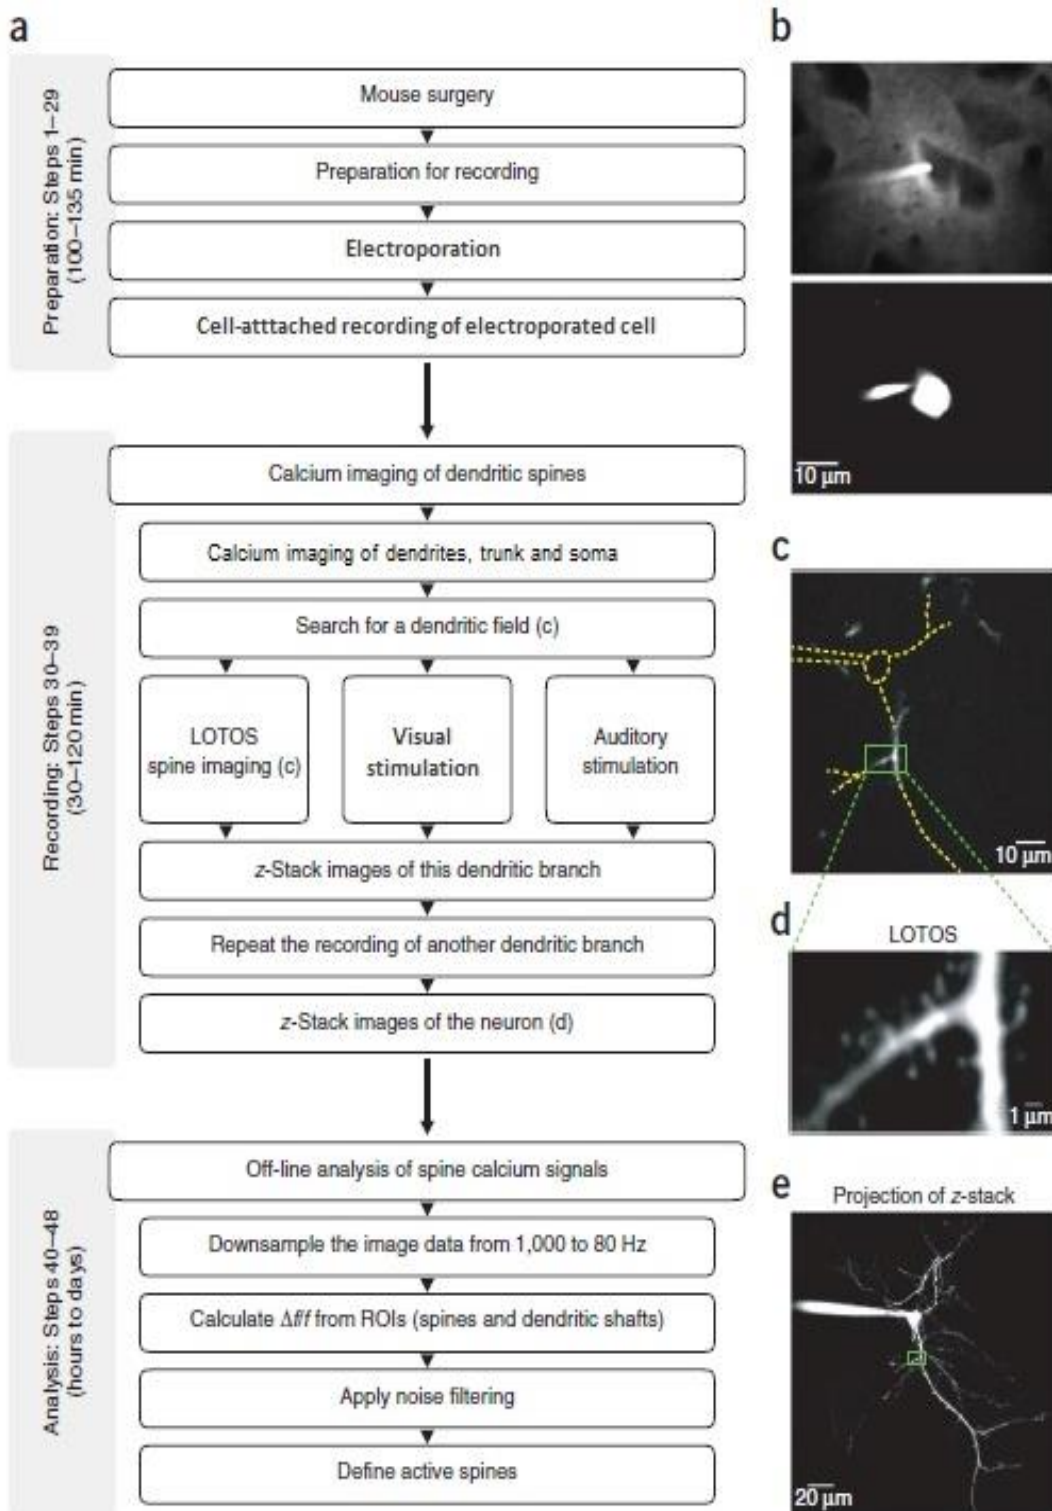 a
Preparation: Steps 1–29
(100–135 min)
Mouse surgery
Preparation for recording
Electroporation
Cell-atttached recording of electroporated cell
Recording: Steps 30–39
(30–120 min)
Calcium imaging of dendritic spines
Calcium imaging of dendrites, trunk and soma
Search for a dendritic field (c)
LOTOS
spine imaging (c)
Visual
stimulation
Auditory
stimulation
z-Stack images of this dendritic branch
Repeat the recording of another dendritic branch
z-Stack images of the neuron (d)
Analysis: Steps 40–48
(hours to days)
Off-line analysis of spine calcium signals
Downsample the image data from 1,000 to 80 Hz
Calculate Δf/f from ROIs (spines and dendritic shafts)
Apply noise filtering
Define active spines
b
10 µm
c
10 µm
d
LOTOS
1 µm
e
Projection of z-stack
20 µm